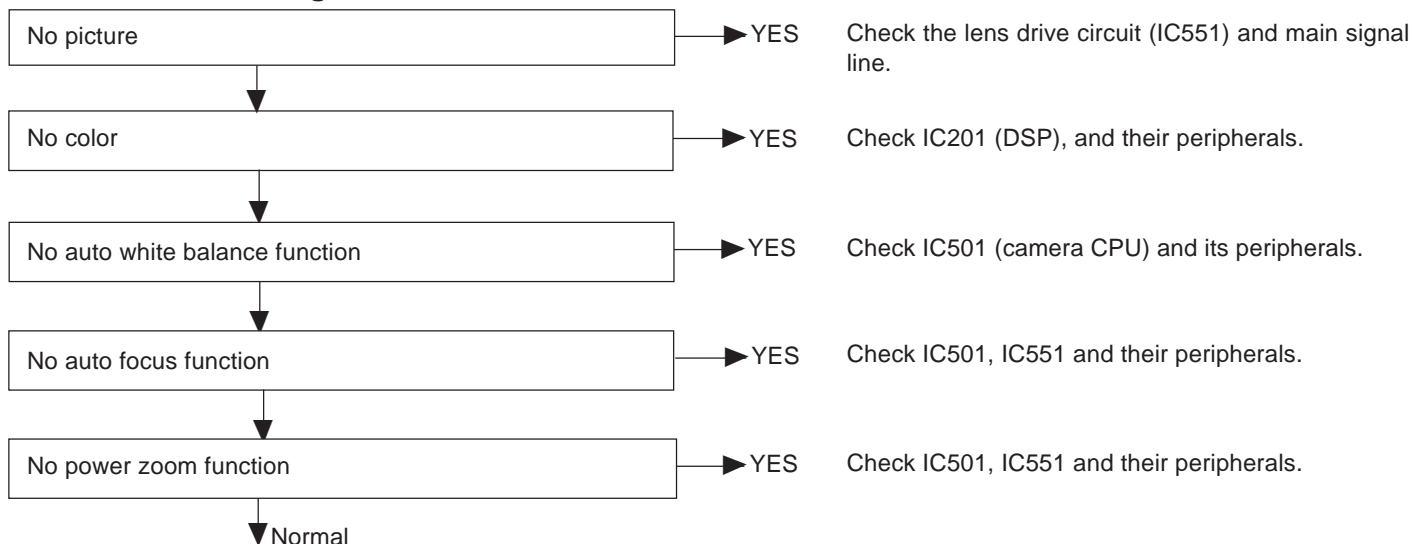 No picture
YES
Check the lens drive circuit (IC551) and main signal
line.
No color
YES
Check IC201 (DSP), and their peripherals.
No auto white balance function
YES
Check IC501 (camera CPU) and its peripherals.
No auto focus function
YES
Check IC501, IC551 and their peripherals.
No power zoom function
YES
Check IC501, IC551 and their peripherals.
Normal